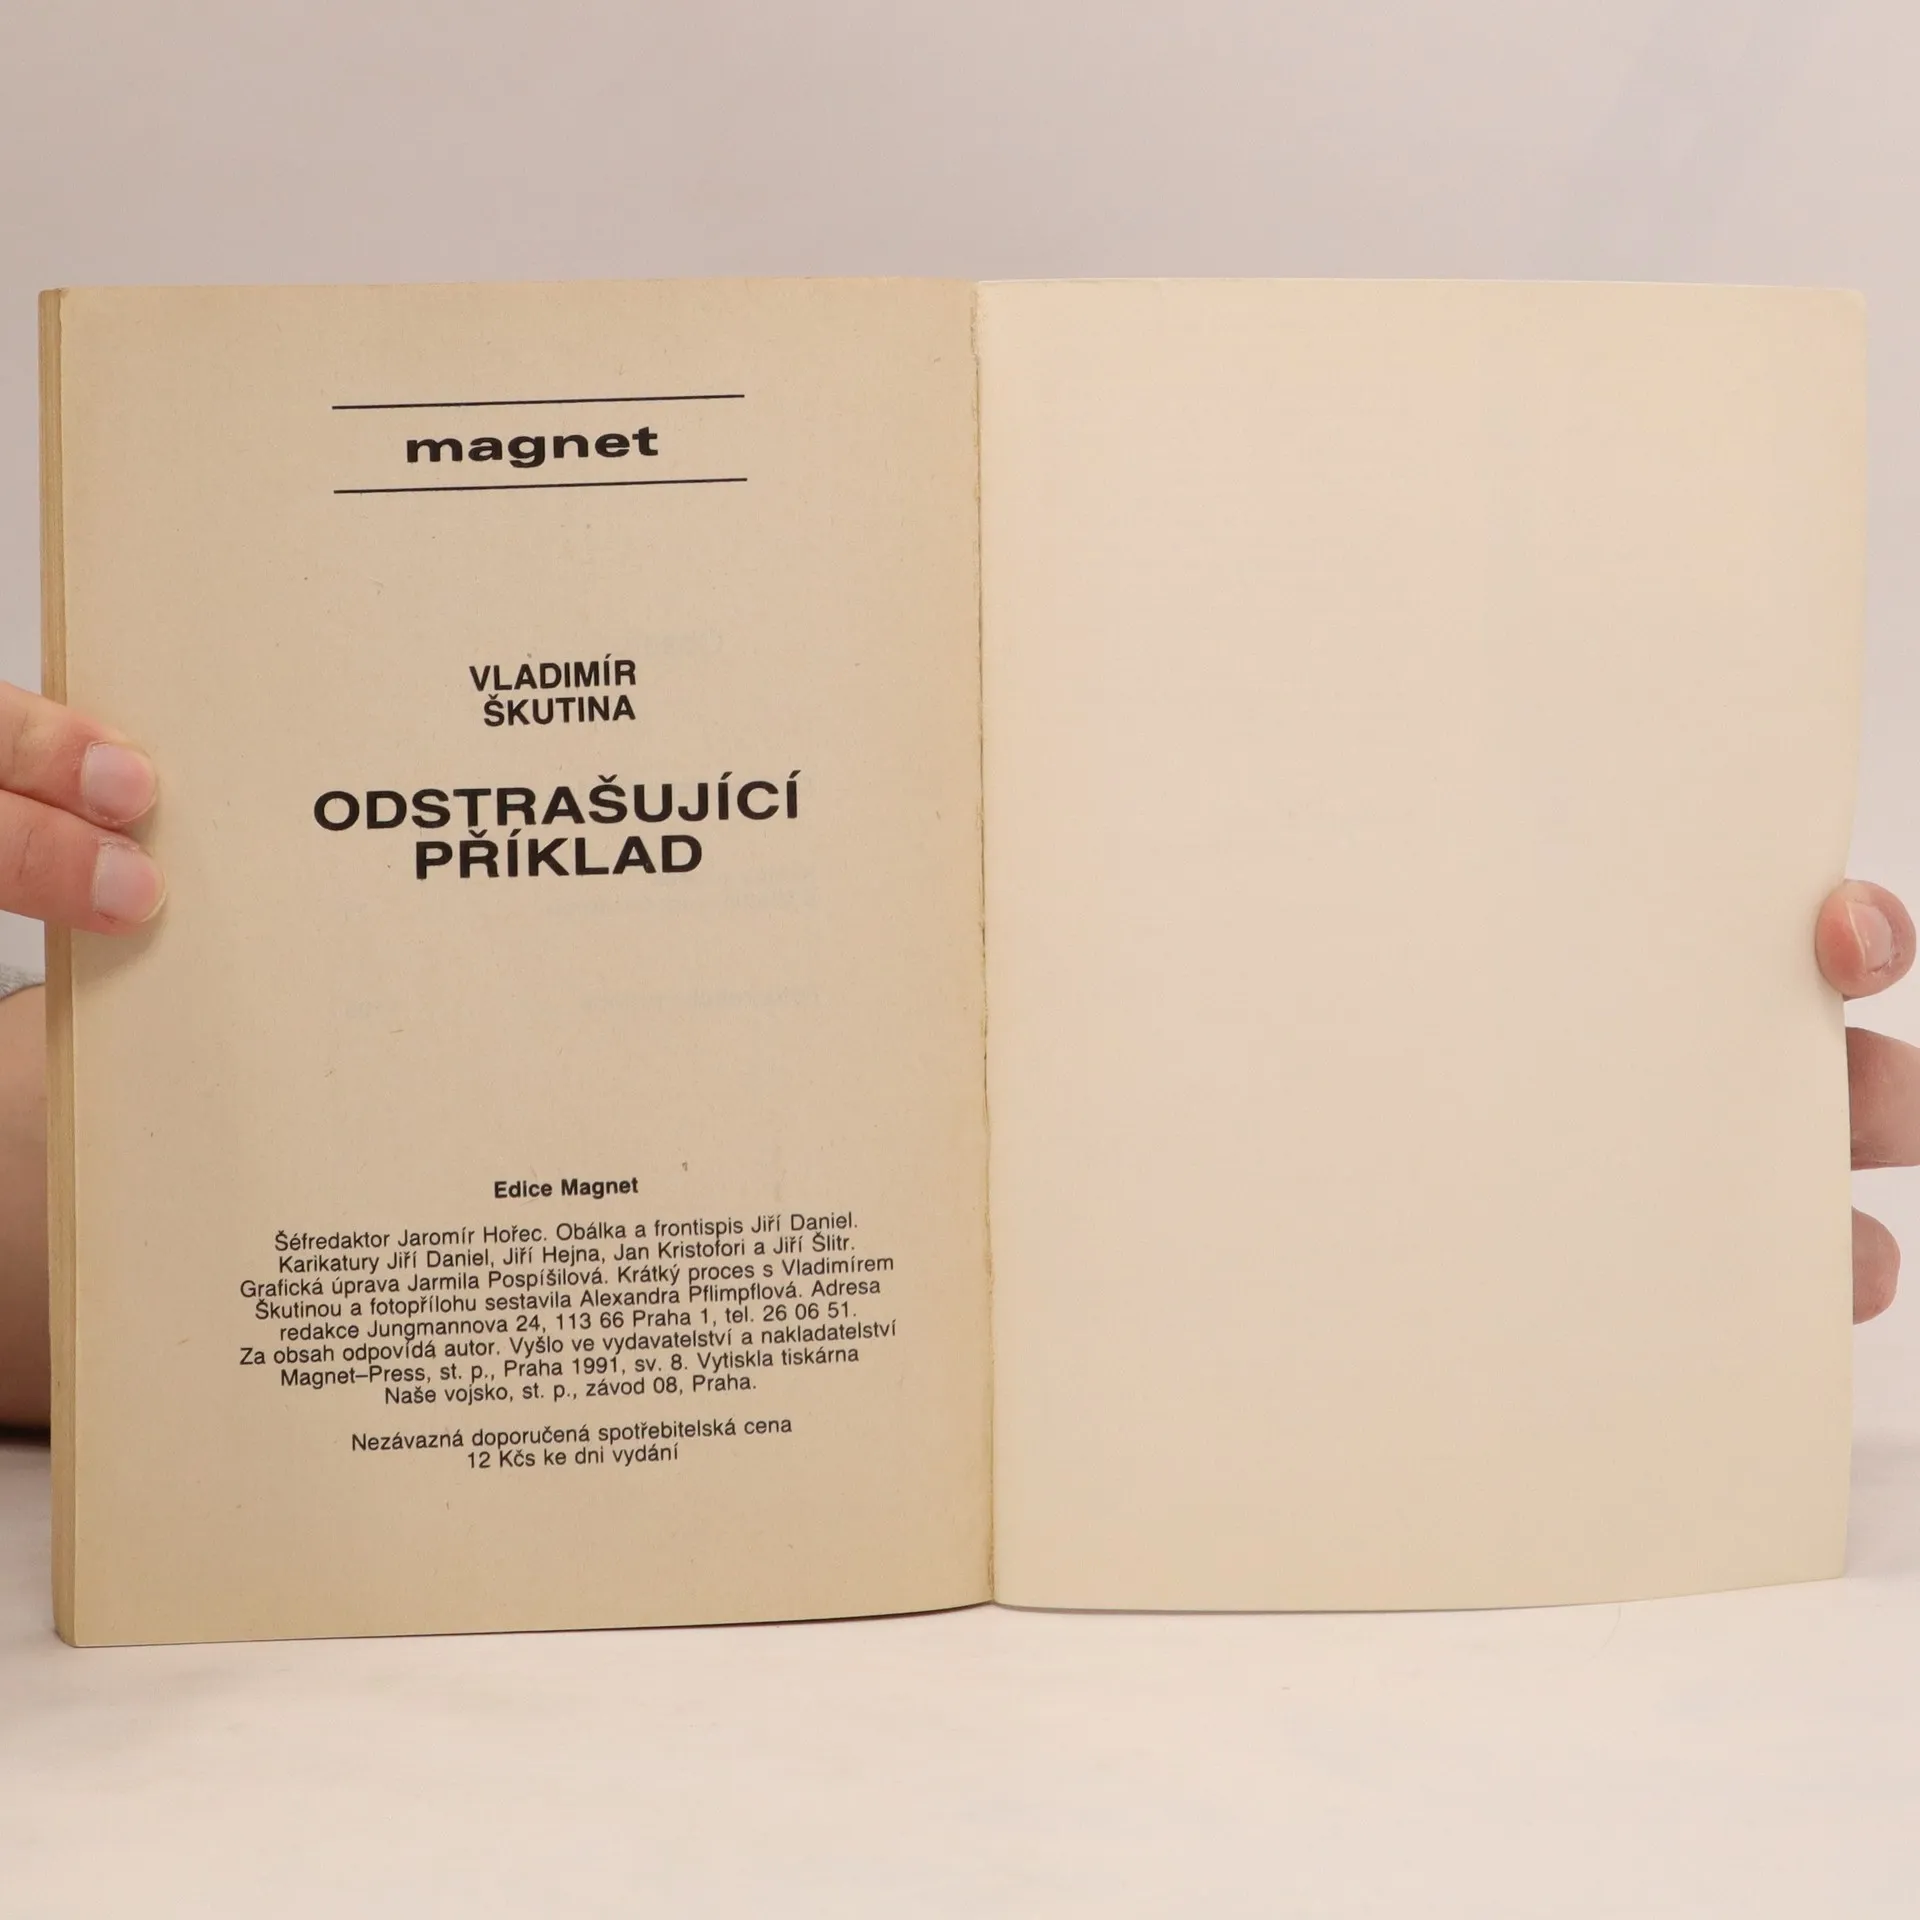 magnet
VLADIMÍR
ŠKUTINA
ODSTRAŠUJÍCÍ
PŘÍKLAD
Edice Magnet
Šéfredaktor Jaromír Hořec. Obálka a frontispis Jiří Daniel.
Karikatury Jiří Daniel, Jiří Hejna, Jan Kristofori a Jiří Šlitr.
Grafická úprava Jarmila Pospíšilová. Krátký proces s Vladimírem
Škutinou a fotopřílohu sestavila Alexandra Pflimpflová. Adresa
redakce Jungmannova 24, 113 66 Praha 1, tel. 26 06 51.
Za obsah odpovídá autor. Vyšlo ve vydavatelství a nakladatelství
Magnet–Press, st. p., Praha 1991, sv. 8. Vytiskla tiskárna
Naše vojsko, st. p., závod 08, Praha.
Nezávazná doporučená spotřebitelská cena
12 Kčs ke dni vydání